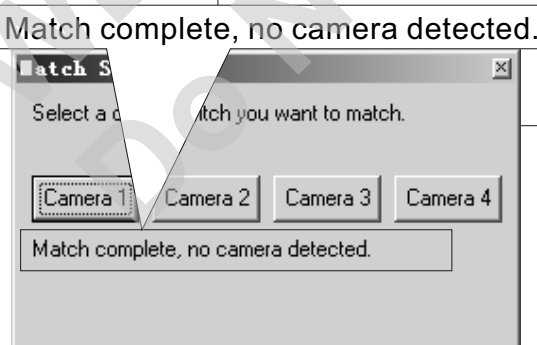 Match complete, no camera detected.
atch S
Select a itch you want to match.
Camera 1 Camera 2 Camera 3 Camera 4
Match complete, no camera detected.